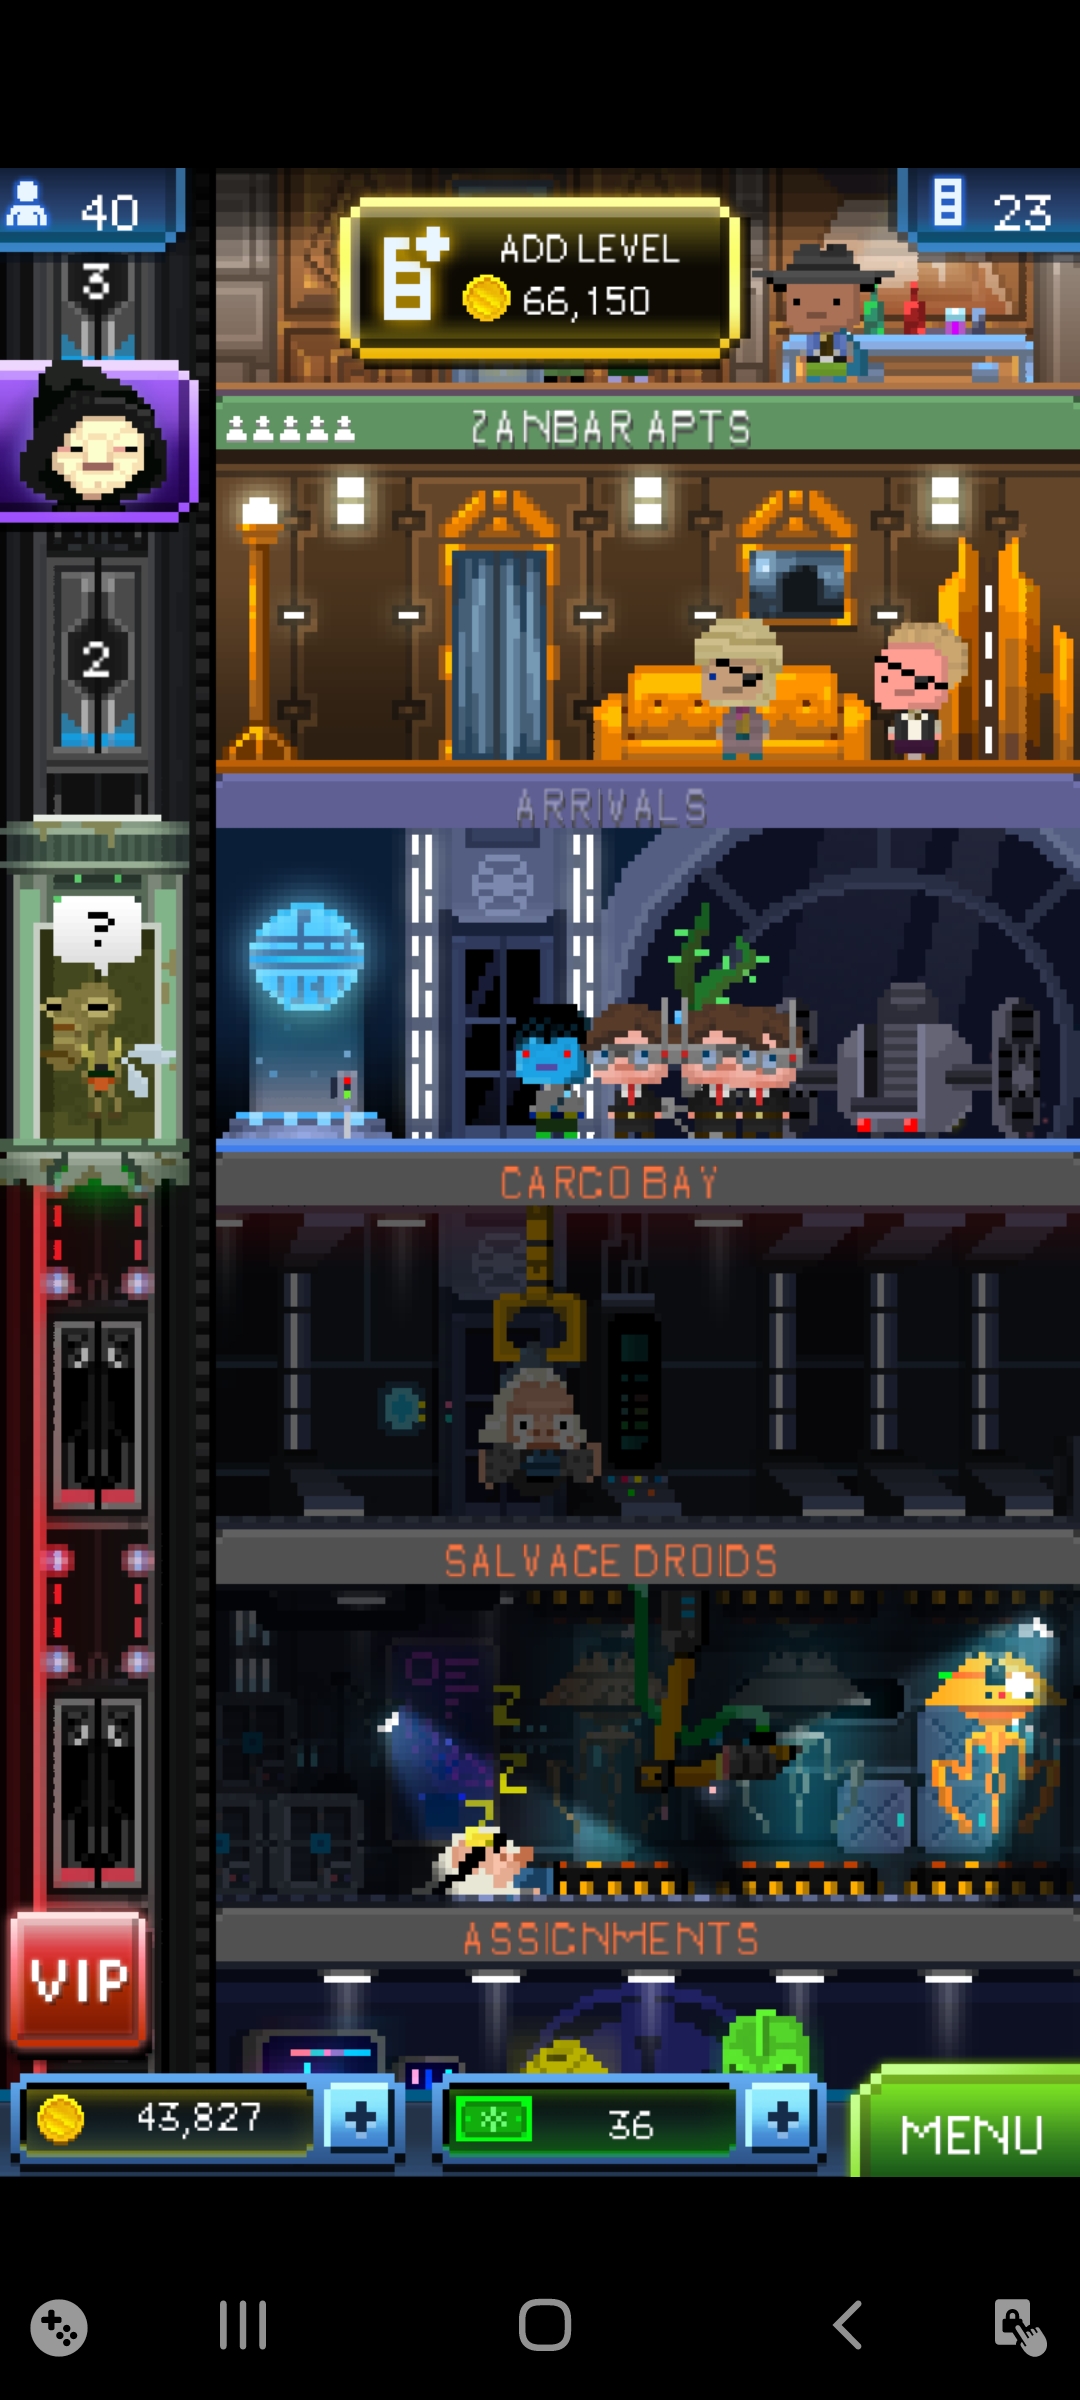 40
23
ADD LEVEL
66,150
3
ZANBAR APTS
2
ARRIVALS
?
CARGO BAY
SALVAGE DROIDS
ASSIGNMENTS
VIP
43,827
36
MENU